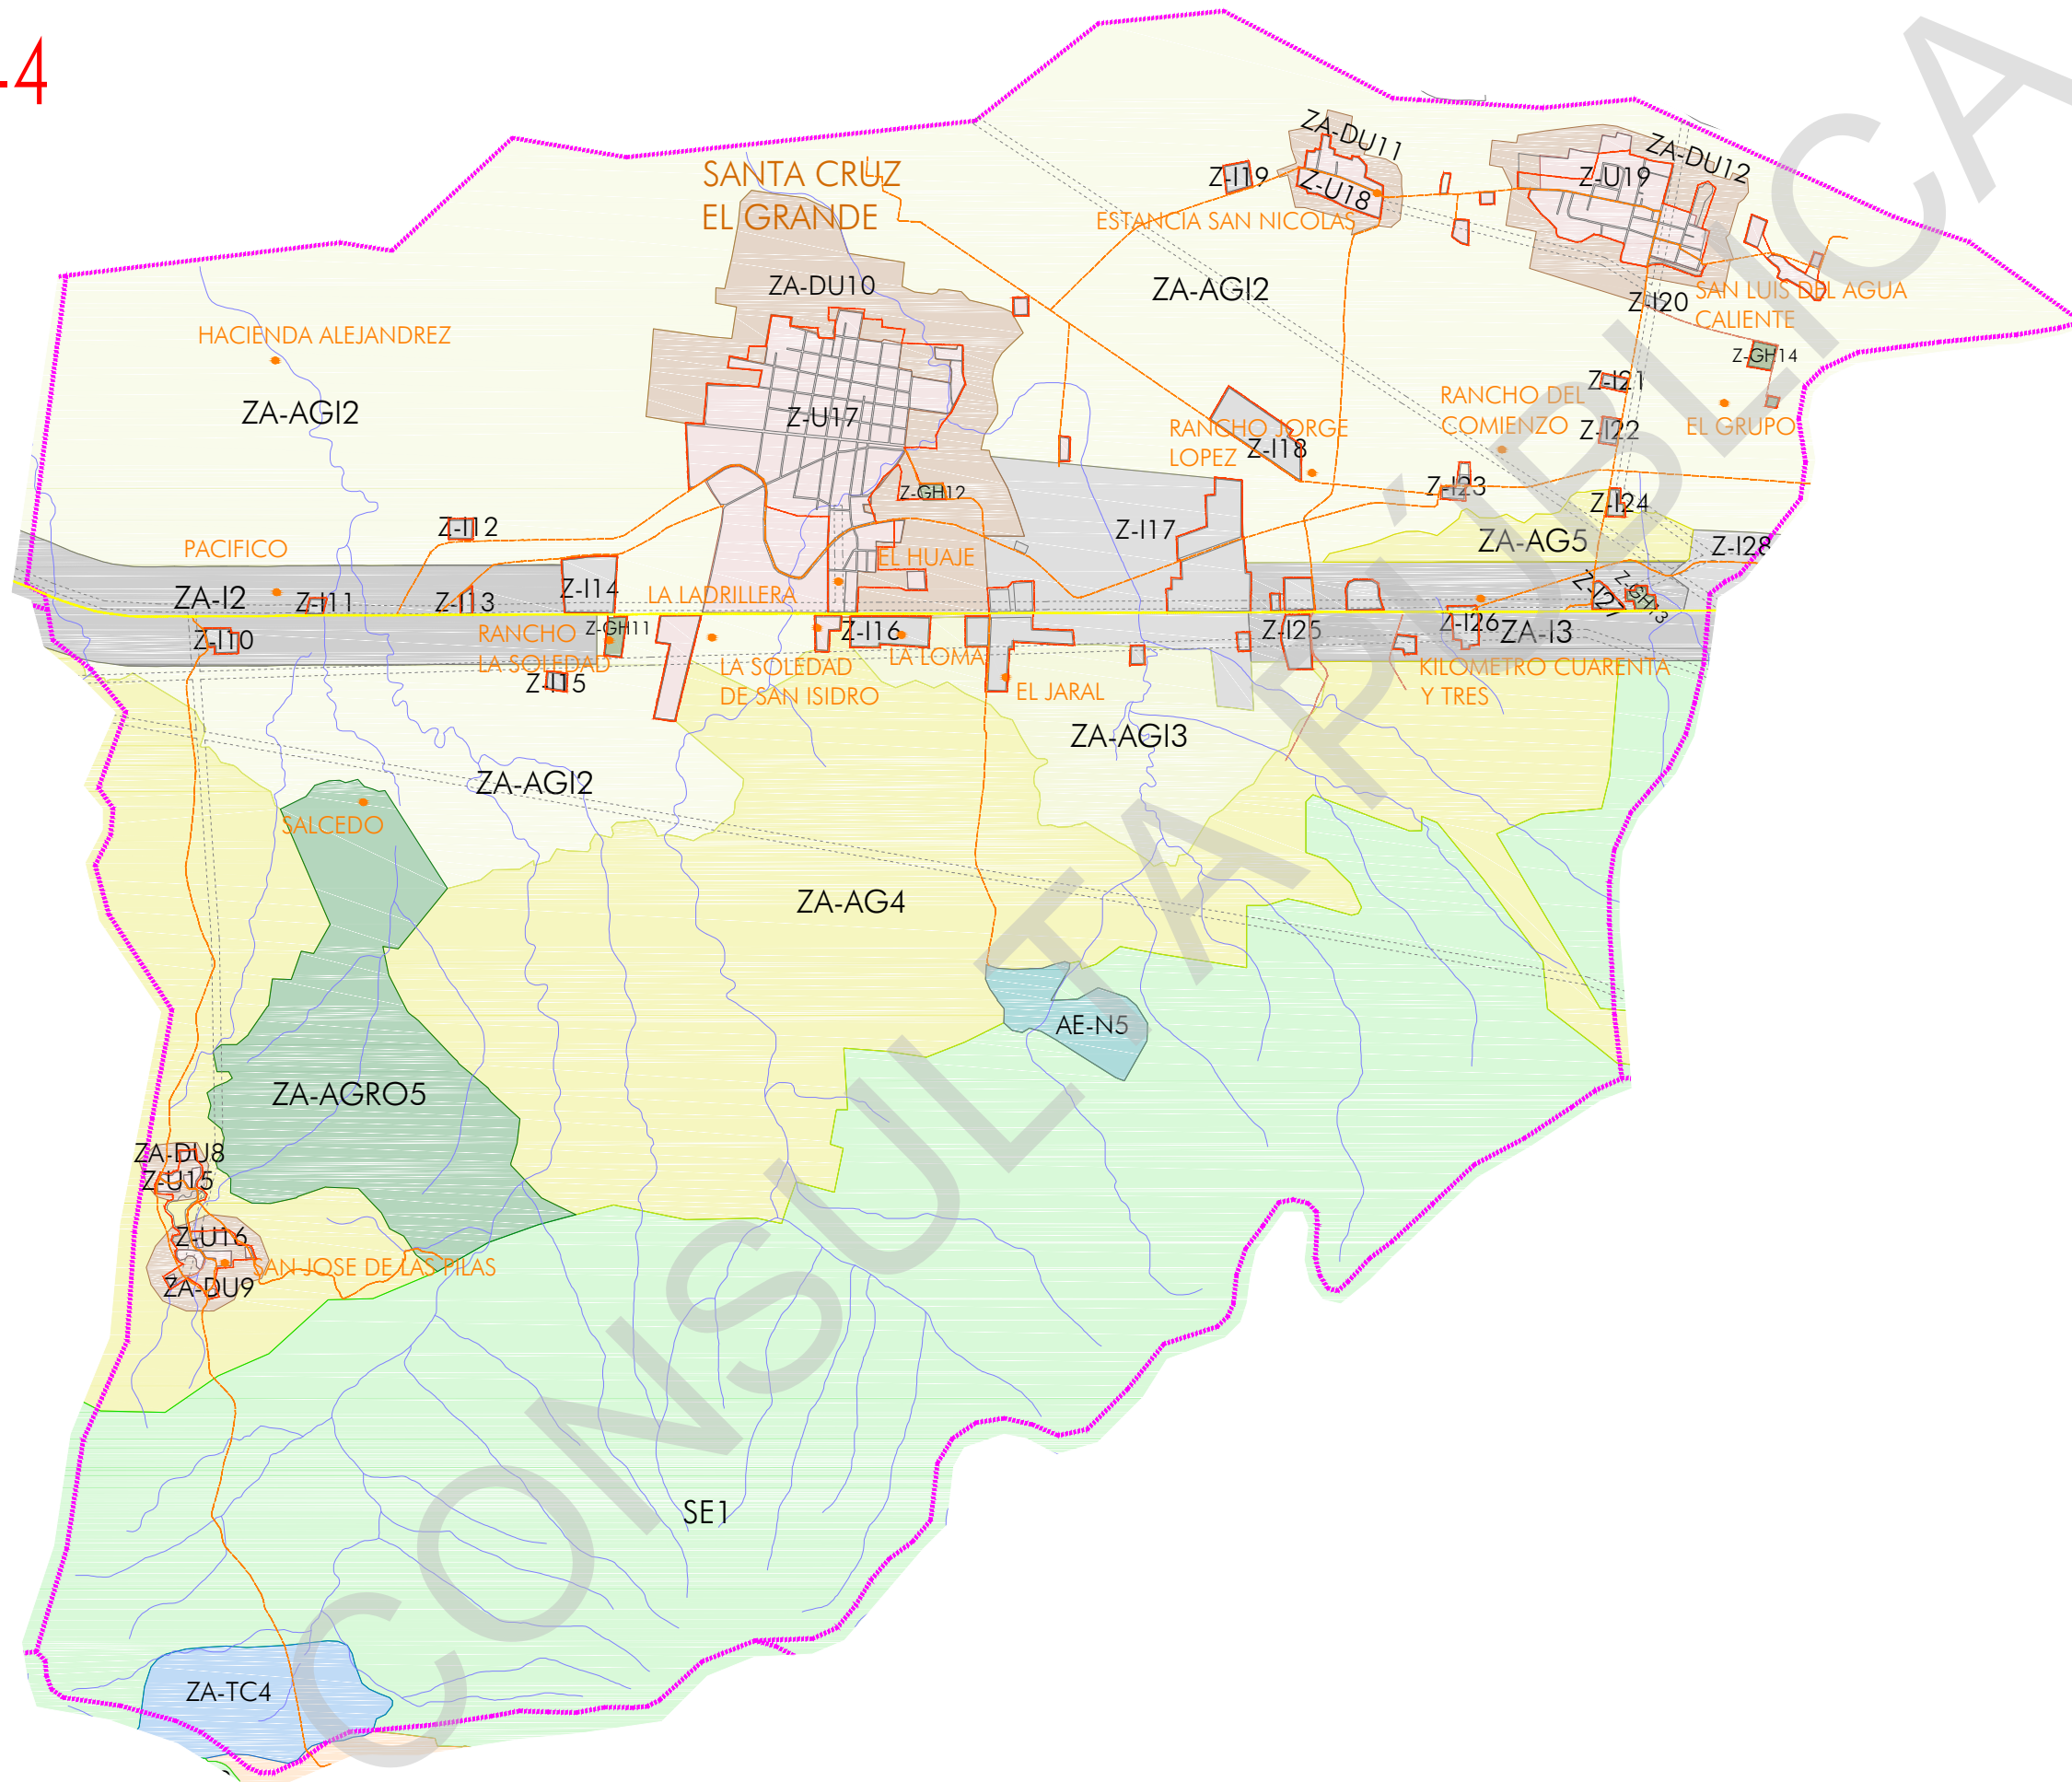 -4
SANTA CRUZ
EL GRANDE
ZA-DU11
ZA-DU12
Z-I19
Z-U18
Z-U19
ESTANCIA SAN NICOLAS
ZA-DU10
ZA-AGI2
Z-I20
SAN LUIS DEL AGUA
CALIENTE
HACIENDA ALEJANDREZ
Z-GH14
ZA-AGI2
Z-I21
RANCHO DEL
COMIENZO
Z-U17
RANCHO JORGE
LOPEZ
Z-I18
Z-I22
EL GRUPO
Z-GH12
Z-I23
Z-I24
Z-I12
Z-I17
ZA-AG5
Z-I28
PACIFICO
EL HUAJE
ZA-I2
Z-I11
Z-I13
Z-I14
LA LADRILLERA
Z-I27
Z-GH13
Z-I10
RANCHO
LA SOLEDAD
Z-GH11
Z-I16
Z-I25
Z-I26
ZA-I3
LA SOLEDAD
DE SAN ISIDRO
LA LOMA
KILOMETRO CUARENTA
Y TRES
Z-I15
EL JARAL
ZA-AGI3
ZA-AGI2
SALCEDO
ZA-AG4
AE-N5
ZA-AGRO5
ZA-DU8
Z-U15
Z-U16
SAN JOSE DE LAS PILAS
ZA-DU9
SE1
ZA-TC4
CONSULTA PÚBLICA